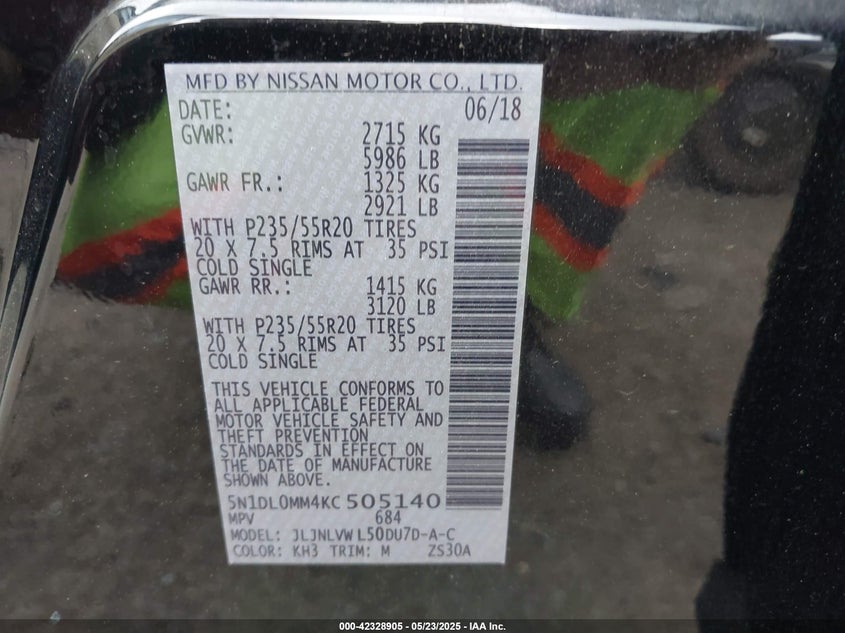 MFD BY NISSAN MOTOR CO., LTD.
DATE: 06/18
GVWR: 2715 KG
5986 LB
GAWR FR.: 1325 KG
2921 LB
WITH P235/55R20 TIRES
20 X 7.5 RIMS AT 35 PSI
COLD SINGLE
GAWR RR.: 1415 KG
3120 LB
WITH P235/55R20 TIRES
20 X 7.5 RIMS AT 35 PSI
COLD SINGLE
THIS VEHICLE CONFORMS TO
ALL APPLICABLE FEDERAL
MOTOR VEHICLE SAFETY AND
THEFT PREVENTION
STANDARDS IN EFFECT ON
THE DATE OF MANUFACTURE
SHOWN ABOVE.
5N1DL0MM4KC505140
MPV 684
MODEL: JLJNLVW L50DU7D-A-C
COLOR: KH3 TRIM: M ZS30A
000-42328905 - 05/23/2025 - IAA Inc.